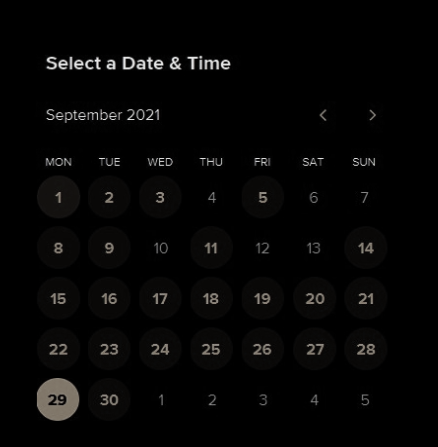 Select a Date & Time
September 2021
MON TUE WED THU FRI SAT SUN
1 2 3 4 5 6 7
8 9 10 11 12 13 14
15 16 17 18 19 20 21
22 23 24 25 26 27 28
29 30 1 2 3 4 5